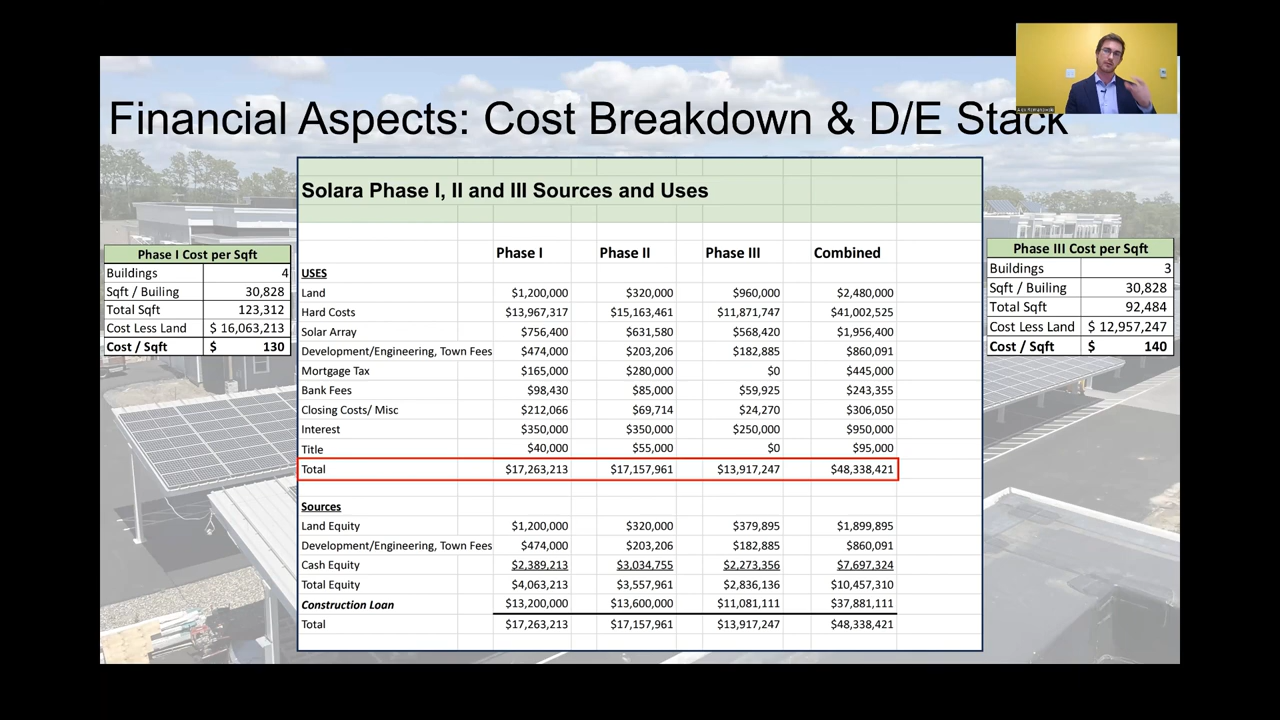 Financial Aspects: Cost Breakdown & D/E Stack
Solara Phase I, II and III Sources and Uses
Phase I Cost per Sqft
Buildings 4
Sqft / Builing 30,828
Total Sqft 123,312
Cost Less Land $ 16,063,213
Cost / Sqft $ 130
Phase I Phase II Phase III Combined
USES
Land $1,200,000 $320,000 $960,000 $2,480,000
Hard Costs $13,967,317 $15,163,461 $11,871,747 $41,002,525
Solar Array $756,400 $631,580 $568,420 $1,956,400
Development/Engineering, Town Fees $474,000 $203,206 $182,885 $860,091
Mortgage Tax $165,000 $280,000 $0 $445,000
Bank Fees $98,430 $85,000 $59,925 $243,355
Closing Costs/ Misc $212,066 $69,714 $24,270 $306,050
Interest $350,000 $350,000 $250,000 $950,000
Title $40,000 $55,000 $0 $95,000
Total $17,263,213 $17,157,961 $13,917,247 $48,338,421
Sources
Land Equity $1,200,000 $320,000 $379,895 $1,899,895
Development/Engineering, Town Fees $474,000 $203,206 $182,885 $860,091
Cash Equity $2,389,213 $3,034,755 $2,273,356 $7,697,324
Total Equity $4,063,213 $3,557,961 $2,836,136 $10,457,310
Construction Loan $13,200,000 $13,600,000 $11,081,111 $37,881,111
Total $17,263,213 $17,157,961 $13,917,247 $48,338,421
Phase III Cost per Sqft
Buildings 3
Sqft / Builing 30,828
Total Sqft 92,484
Cost Less Land $ 12,957,247
Cost / Sqft $ 140